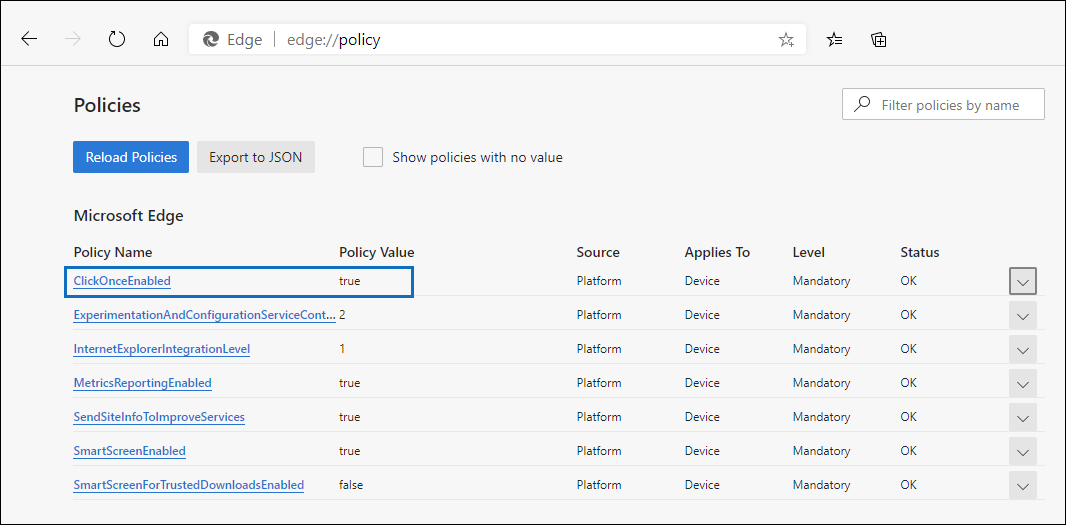 Edge edge://policy
Policies
Filter policies by name
Reload Policies Export to JSON Show policies with no value
Microsoft Edge
Policy Name Policy Value Source Applies To Level Status
ClickOnceEnabled true Platform Device Mandatory OK
ExperimentationAndConfigurationServiceCont... 2 Platform Device Mandatory OK
InternetExplorerIntegrationLevel 1 Platform Device Mandatory OK
MetricsReportingEnabled true Platform Device Mandatory OK
SendSiteInfoToImproveServices true Platform Device Mandatory OK
SmartScreenEnabled true Platform Device Mandatory OK
SmartScreenForTrustedDownloadsEnabled false Platform Device Mandatory OK